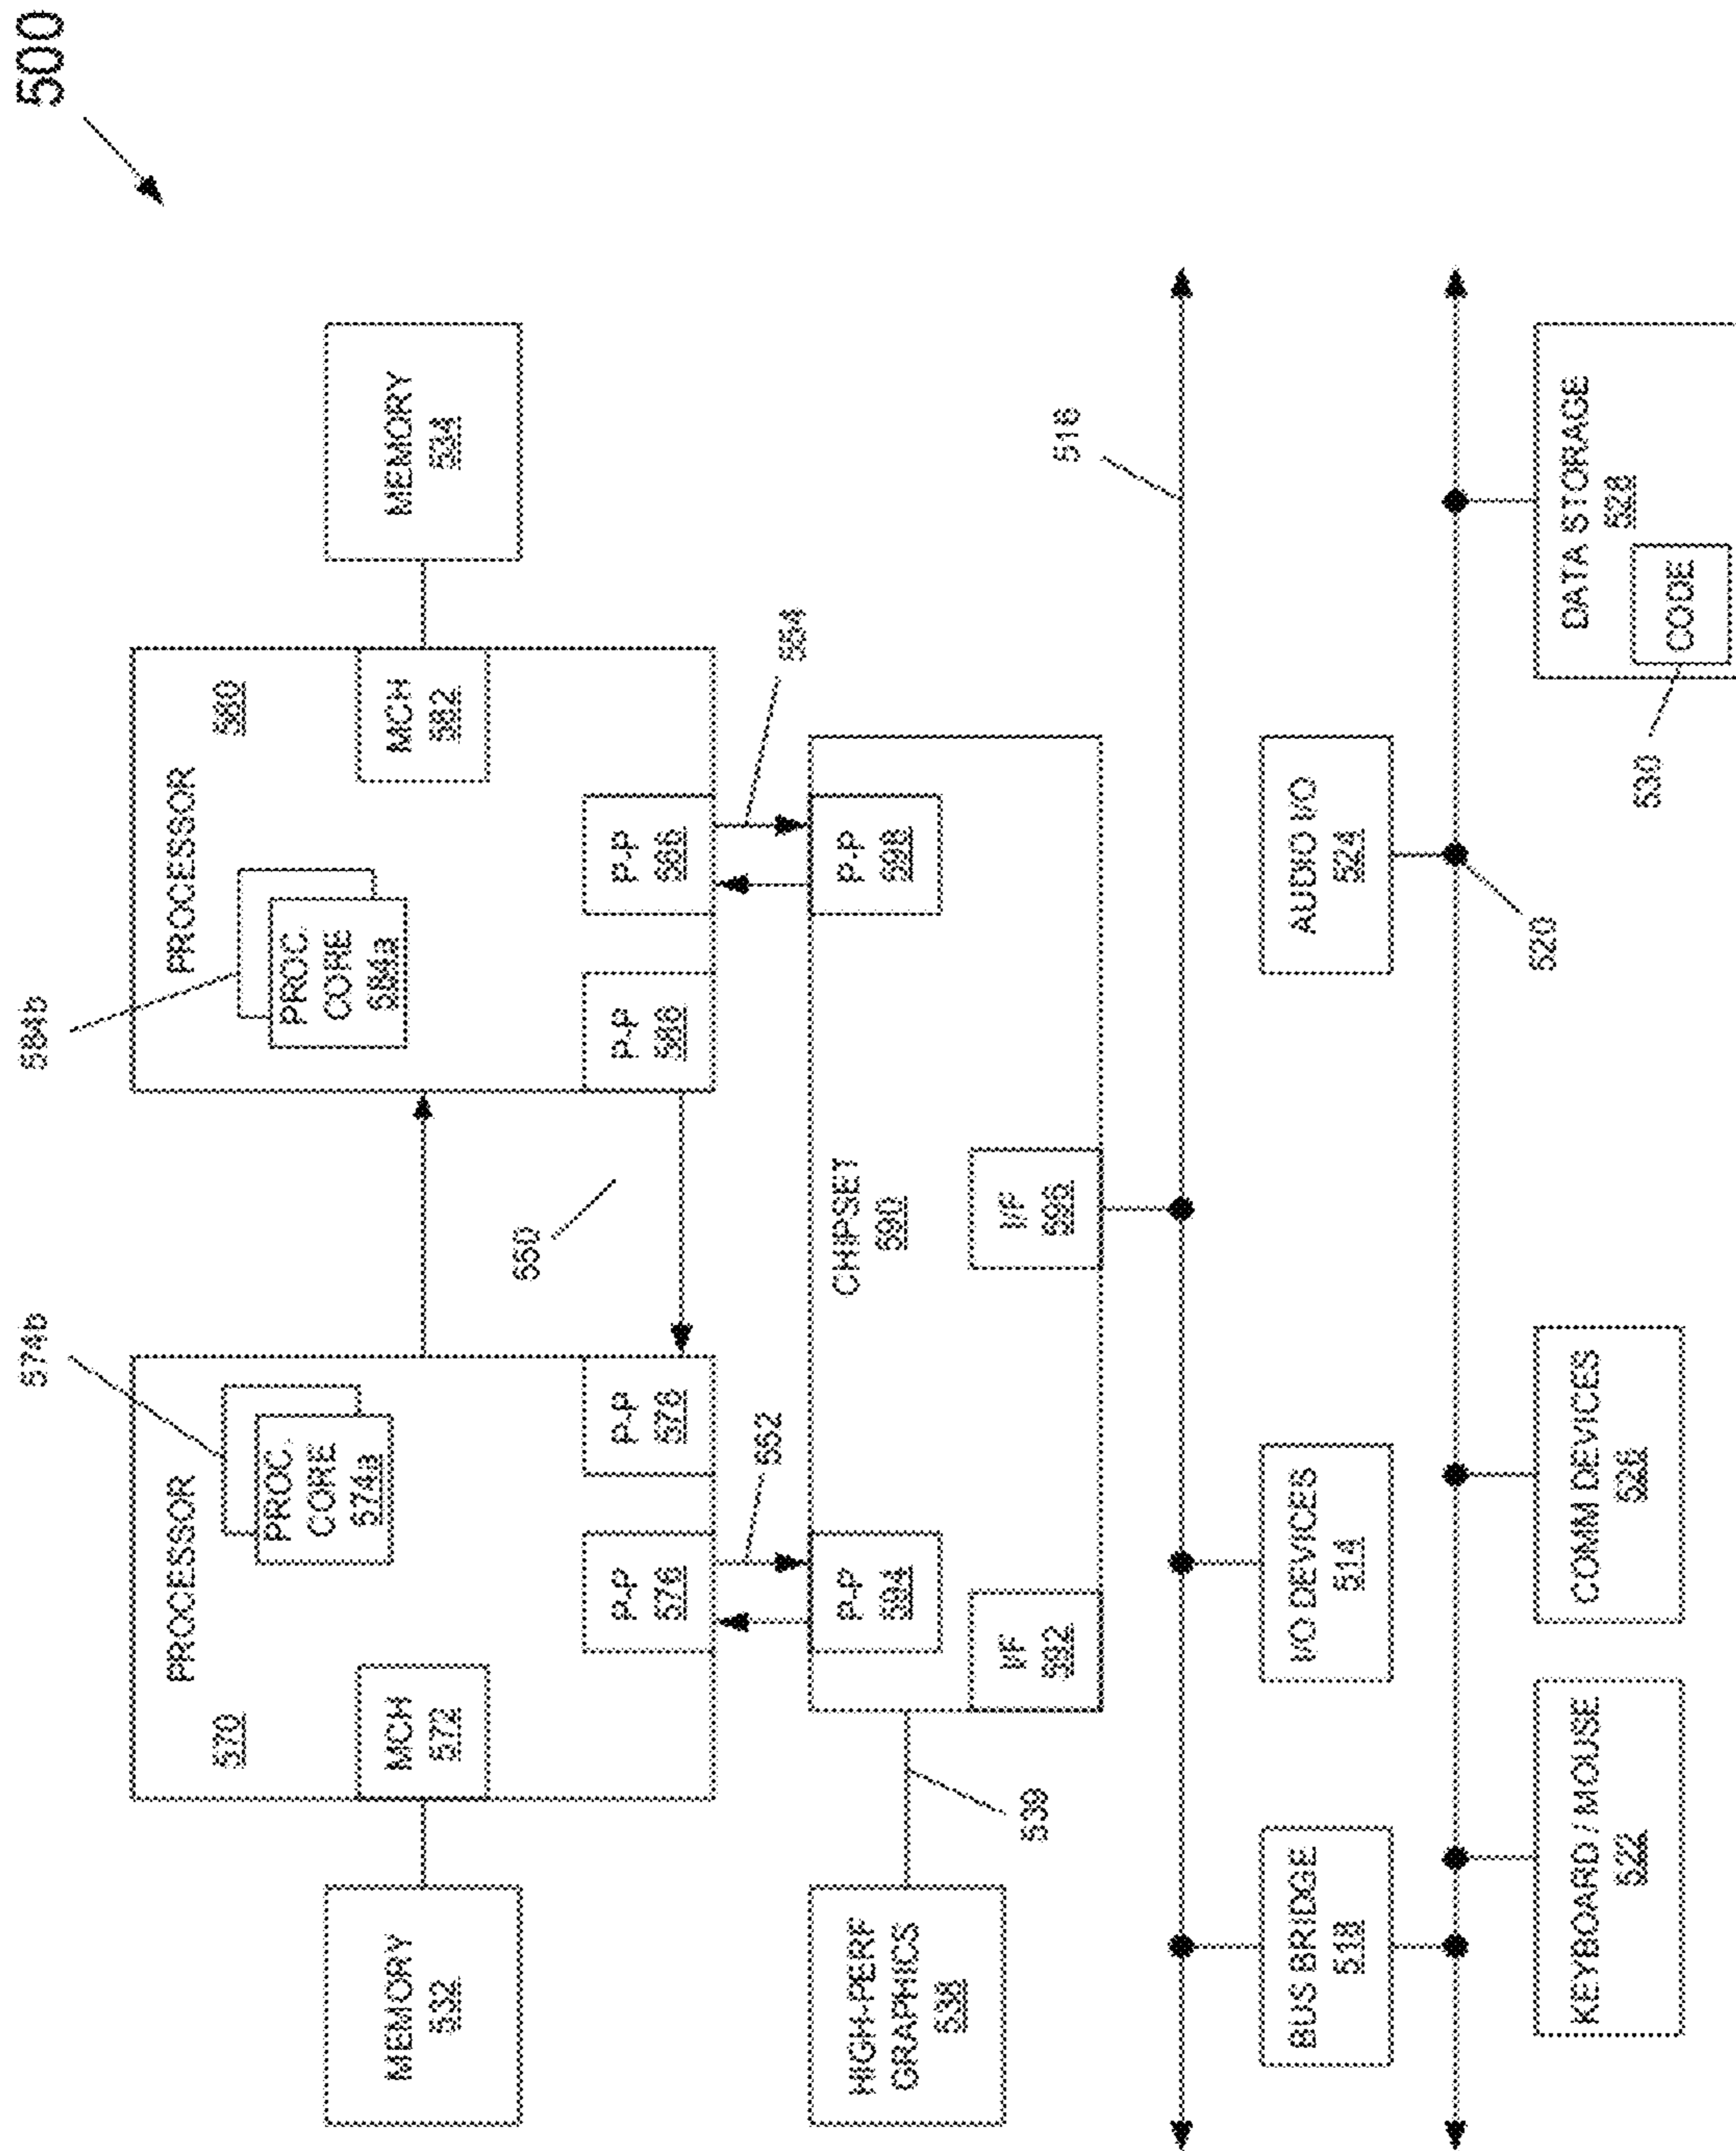 500
574b
584b
PROCESSOR
570
PROC.
CORE
574a
MCH
572
P-P
576
P-P
578
PROCESSOR
580
PROC.
CORE
584a
MCH
582
P-P
588
P-P
586
MEMORY
532
MEMORY
534
550
552
554
HIGH-PERF
GRAPHICS
538
539
CHIPSET
590
P-P
594
P-P
598
I/F
592
I/F
596
516
BUS BRIDGE
518
I/O DEVICES
514
AUDIO I/O
524
520
KEYBOARD / MOUSE
522
COMM DEVICES
526
DATA STORAGE
528
CODE
530